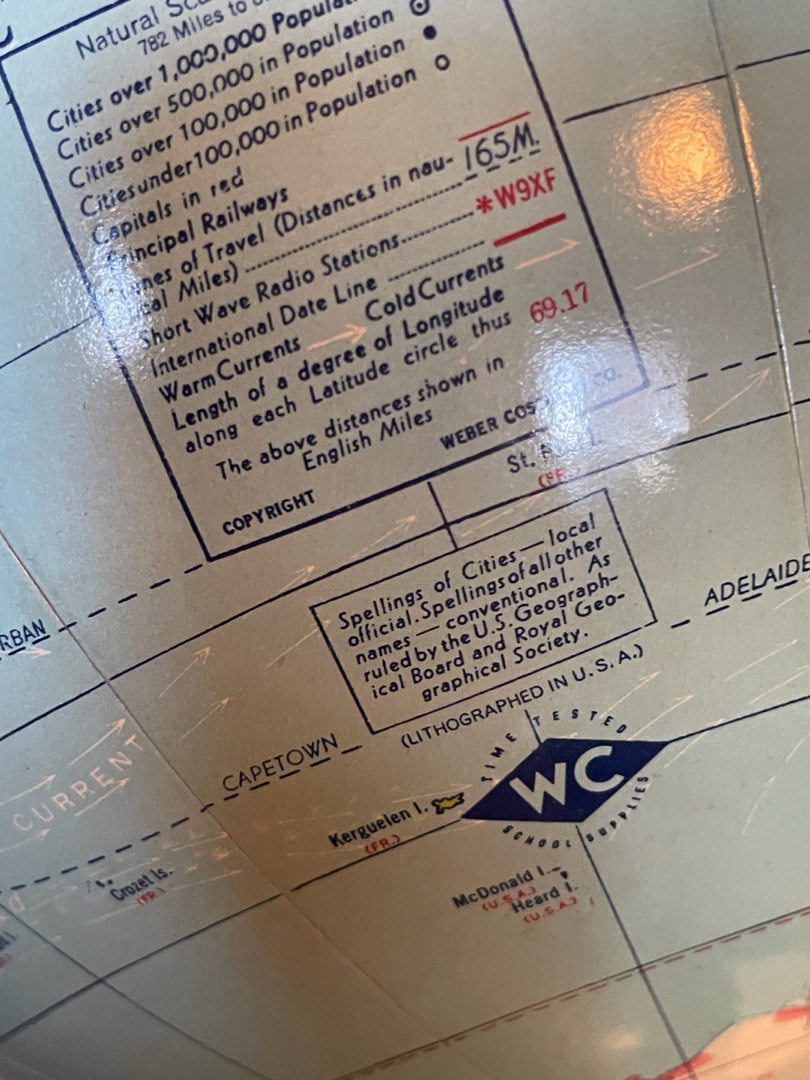 Natural
782 Miles to
Cities over 1,000,000
Cities over 500,000 in Population
Cities over 100,000 in Population
Cities under 100,000 in Population
Capitals in red
Principal Railways
of Travel (Distances in nau- 165M.
Miles)
Short Wave Radio Stations *W9XF
International Date Line
Warm Currents Cold Currents
Length of a degree of Longitude
along each Latitude circle thus 69.17
The above distances shown in
English Miles
COPYRIGHT WEBER CO.
St.
(FR.)
Spellings of Cities — local
official. Spellings of all other
names — conventional. As
ruled by the U.S. Geograph-
ical Board and Royal Geo-
graphical Society.
(LITHOGRAPHED IN U.S.A.)
ADELAIDE
CAPETOWN
CURRENT
TIME TESTED
WC
SCHOOL SUPPLIES
Kerguelen I.
(FR.)
Crozet Is.
(FR.)
McDonald I.
(U.S.A.)
Heard I.
(U.S.A.)